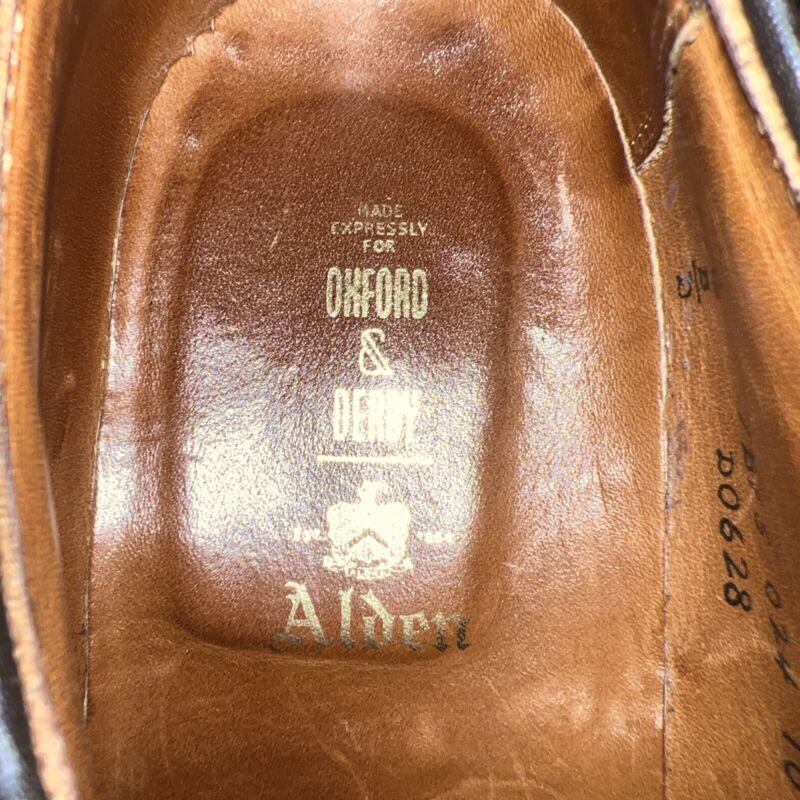 MADE
EXPRESSLY
FOR
OXFORD
&
DERBY
Alden
D0628